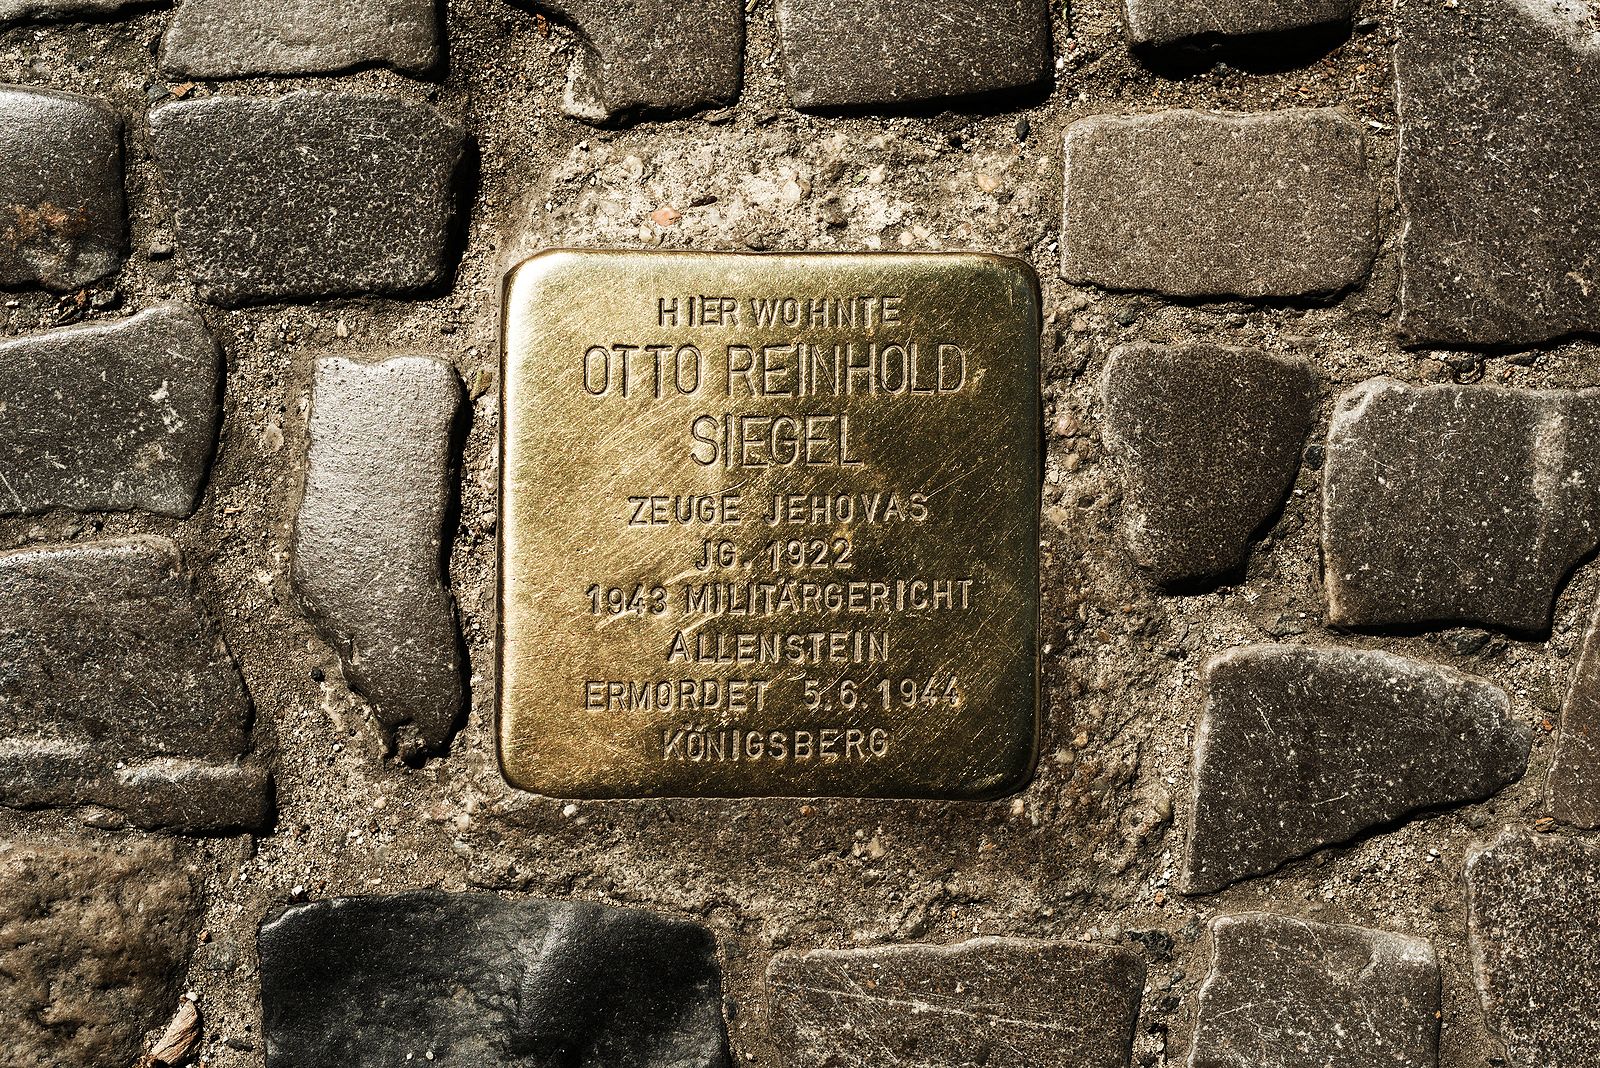 HIER WOHNTE
OTTO REINHOLD
SIEGEL
ZEUGE JEHOVAS
JG. 1922
1943 MILITÄRGERICHT
ALLENSTEIN
ERMORDET 5.6.1944
KÖNIGSBERG